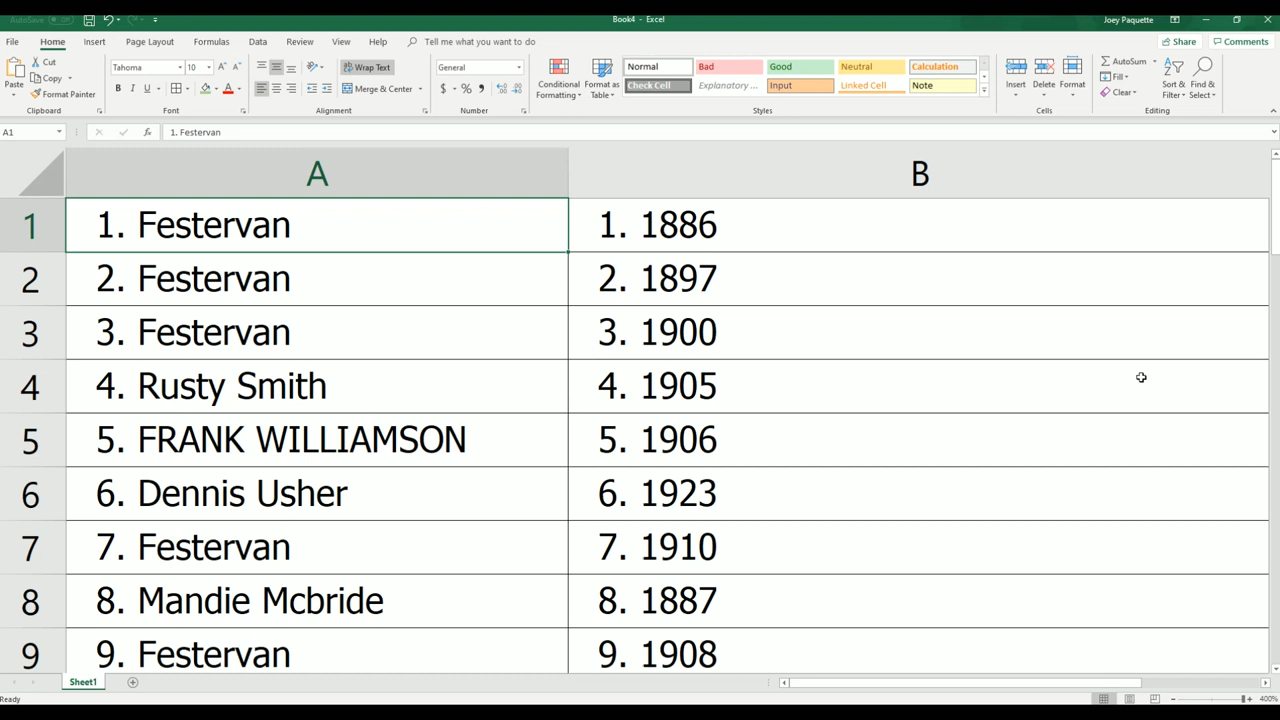 AutoSave Off
Book4 - Excel
Joey Paquette
File Home Insert Page Layout Formulas Data Review View Help Tell me what you want to do
Share Comments
Paste
Cut
Copy
Format Painter
Clipboard
Tahoma 10
Font
Wrap Text
Merge & Center
Alignment
General
$ % ,
Number
Conditional Formatting
Format as Table
Normal Bad Good Neutral Calculation
Check Cell Explanatory ... Input Linked Cell Note
Styles
Insert Delete Format
Cells
AutoSum
Fill
Clear
Sort & Filter
Find & Select
Editing
A1 fx 1. Festervan
A B
1 1. Festervan 1. 1886
2 2. Festervan 2. 1897
3 3. Festervan 3. 1900
4 4. Rusty Smith 4. 1905
5 5. FRANK WILLIAMSON 5. 1906
6 6. Dennis Usher 6. 1923
7 7. Festervan 7. 1910
8 8. Mandie Mcbride 8. 1887
9 9. Festervan 9. 1908
Sheet1
Ready
400%